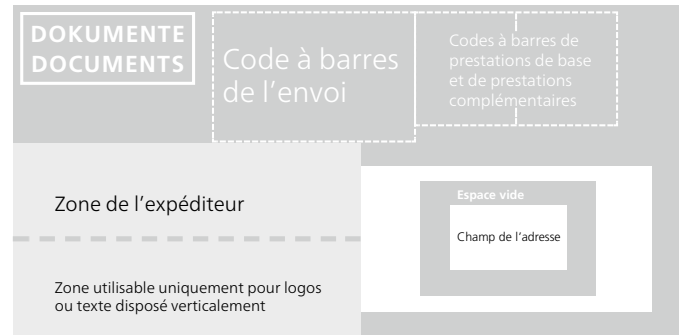 DOKUMENTE
DOCUMENTS
Code à barres
de l’envoi
Codes à barres de
prestations de base
et de prestations
complémentaires
Zone de l’expéditeur
Espace vide
Champ de l’adresse
Zone utilisable uniquement pour logos
ou texte disposé verticalement